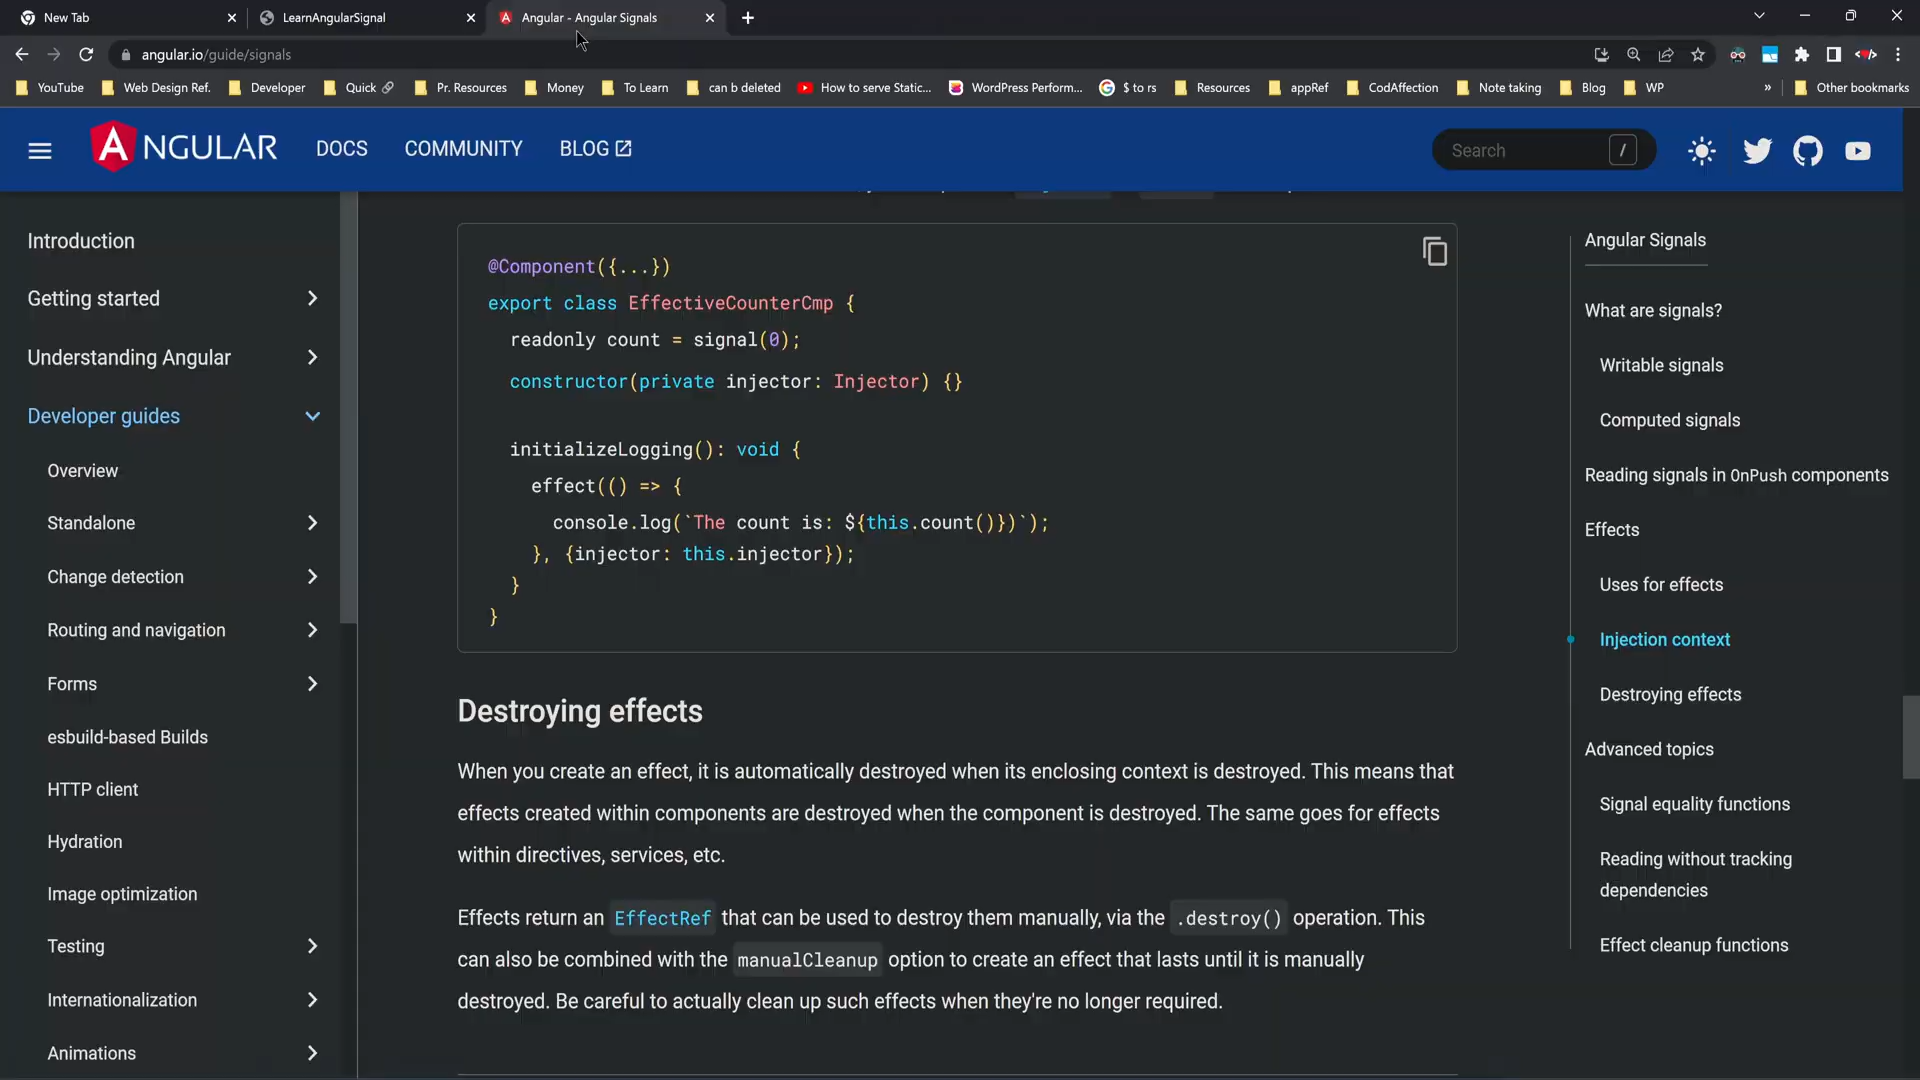 New Tab
LearnAngularSignal
Angular - Angular Signals
angular.io/guide/signals
YouTube
Web Design Ref.
Developer
Quick
Pr. Resources
Money
To Learn
can b deleted
How to serve Static...
WordPress Perform...
$ to rs
Resources
appRef
CodAffection
Note taking
Blog
WP
»
Other bookmarks
ANGULAR
DOCS
COMMUNITY
BLOG
Search
/
Introduction
Getting started
Understanding Angular
Developer guides
Overview
Standalone
Change detection
Routing and navigation
Forms
esbuild-based Builds
HTTP client
Hydration
Image optimization
Testing
Internationalization
Animations
@Component({...})
export class EffectiveCounterCmp {
readonly count = signal(0);
constructor(private injector: Injector) {}
initializeLogging(): void {
effect(() => {
console.log(`The count is: ${this.count()})`);
}, {injector: this.injector});
}
}
Destroying effects
When you create an effect, it is automatically destroyed when its enclosing context is destroyed. This means that
effects created within components are destroyed when the component is destroyed. The same goes for effects
within directives, services, etc.
Effects return an EffectRef that can be used to destroy them manually, via the .destroy() operation. This
can also be combined with the manualCleanup option to create an effect that lasts until it is manually
destroyed. Be careful to actually clean up such effects when they're no longer required.
Angular Signals
What are signals?
Writable signals
Computed signals
Reading signals in OnPush components
Effects
Uses for effects
Injection context
Destroying effects
Advanced topics
Signal equality functions
Reading without tracking
dependencies
Effect cleanup functions